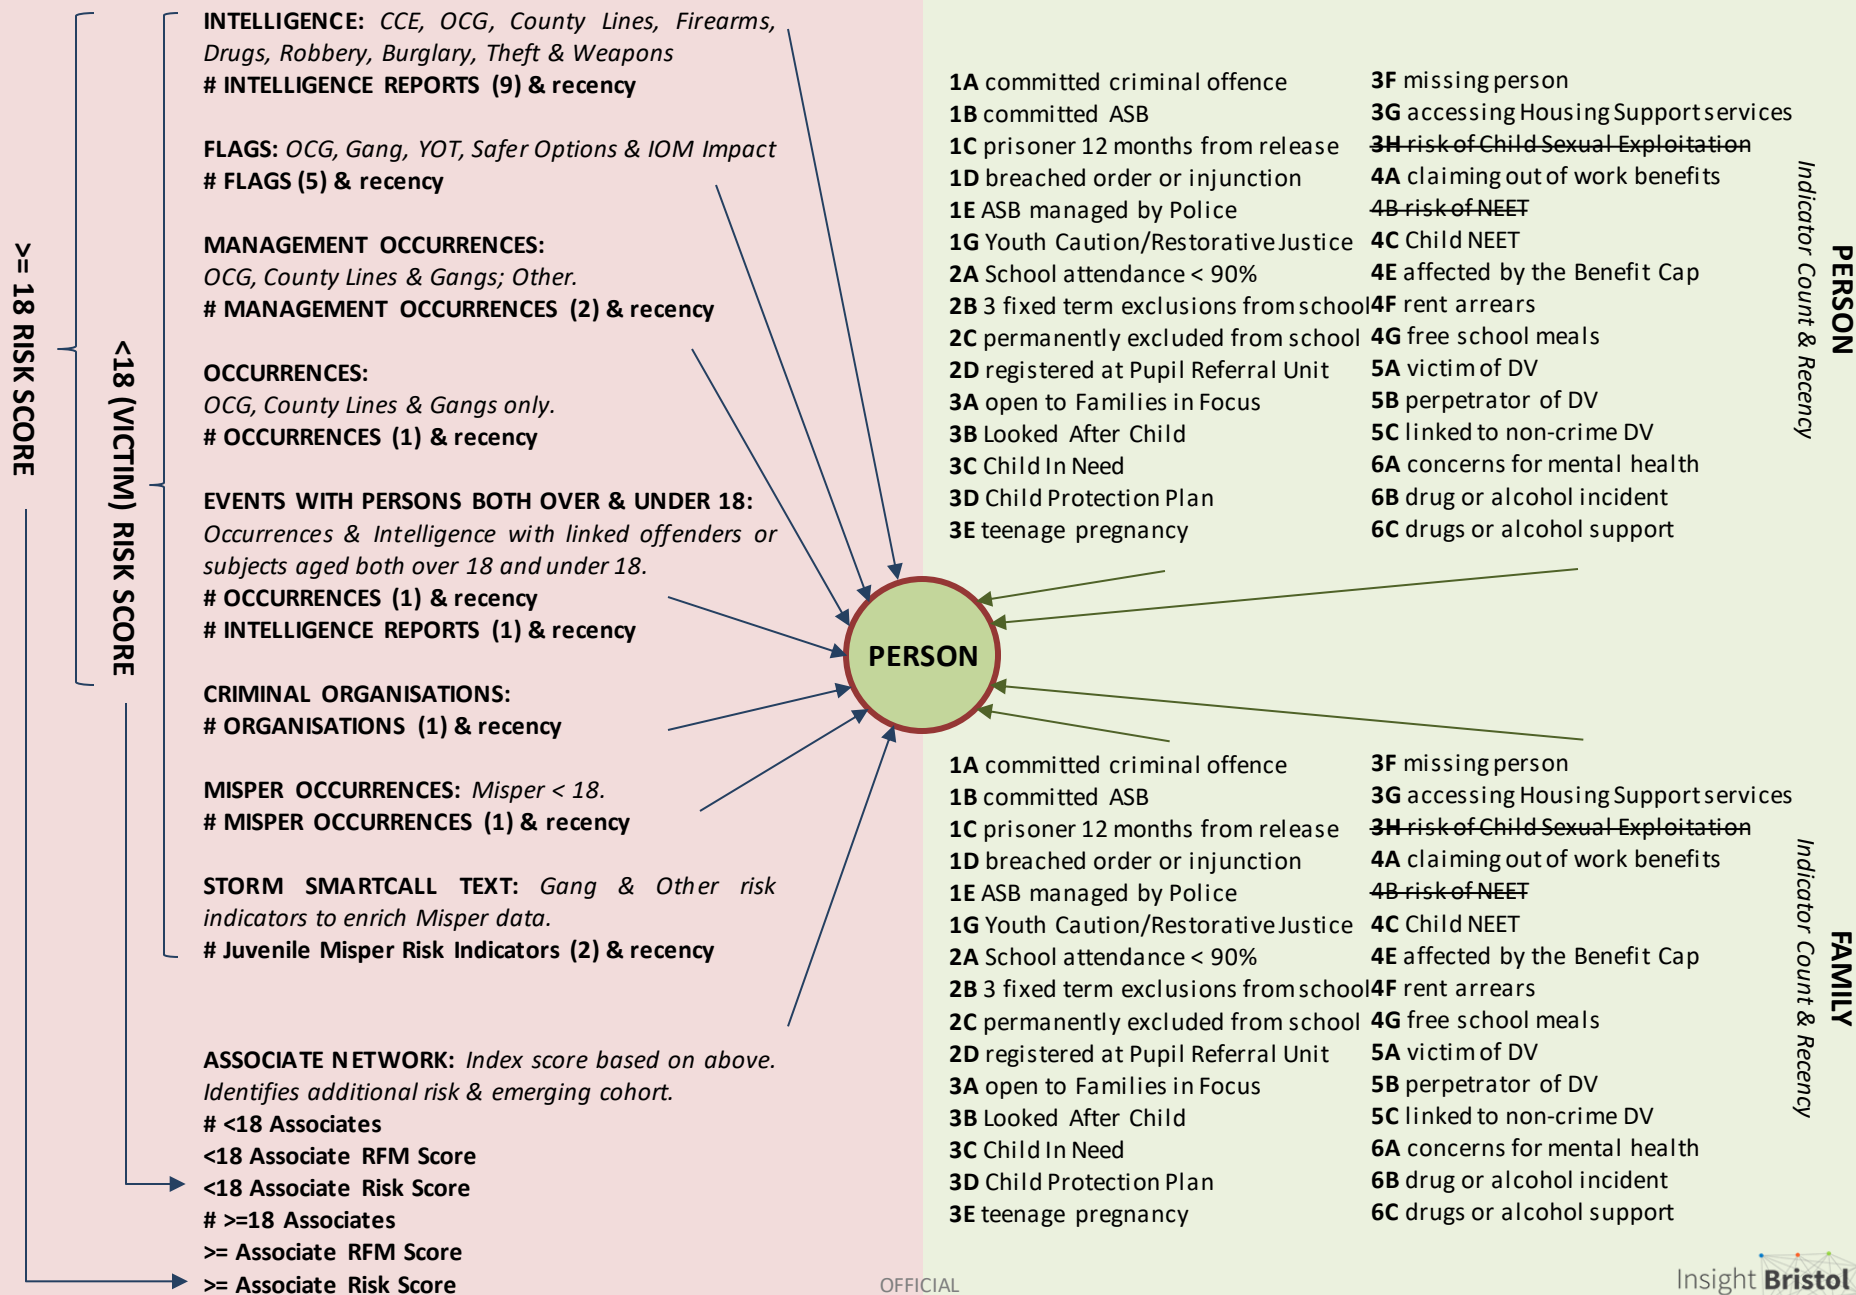 >= 18 RISK SCORE
<18 (VICTIM) RISK SCORE
INTELLIGENCE: CCE, OCG, County Lines, Firearms,
Drugs, Robbery, Burglary, Theft & Weapons
# INTELLIGENCE REPORTS (9) & recency
FLAGS: OCG, Gang, YOT, Safer Options & IOM Impact
# FLAGS (5) & recency
MANAGEMENT OCCURRENCES:
OCG, County Lines & Gangs; Other.
# MANAGEMENT OCCURRENCES (2) & recency
OCCURRENCES:
OCG, County Lines & Gangs only.
# OCCURRENCES (1) & recency
EVENTS WITH PERSONS BOTH OVER & UNDER 18:
Occurrences & Intelligence with linked offenders or
subjects aged both over 18 and under 18.
# OCCURRENCES (1) & recency
# INTELLIGENCE REPORTS (1) & recency
CRIMINAL ORGANISATIONS:
# ORGANISATIONS (1) & recency
MISPER OCCURRENCES: Misper < 18.
# MISPER OCCURRENCES (1) & recency
STORM SMARTCALL TEXT: Gang & Other risk
indicators to enrich Misper data.
# Juvenile Misper Risk Indicators (2) & recency
ASSOCIATE NETWORK: Index score based on above.
Identifies additional risk & emerging cohort.
# <18 Associates
<18 Associate RFM Score
<18 Associate Risk Score
# >=18 Associates
>= Associate RFM Score
>= Associate Risk Score
PERSON
1A committed criminal offence
1B committed ASB
1C prisoner 12 months from release
1D breached order or injunction
1E ASB managed by Police
1G Youth Caution/Restorative Justice
2A School attendance < 90%
2B 3 fixed term exclusions from school
2C permanently excluded from school
2D registered at Pupil Referral Unit
3A open to Families in Focus
3B Looked After Child
3C Child In Need
3D Child Protection Plan
3E teenage pregnancy
3F missing person
3G accessing Housing Support services
3H risk of Child Sexual Exploitation
4A claiming out of work benefits
4B risk of NEET
4C Child NEET
4E affected by the Benefit Cap
4F rent arrears
4G free school meals
5A victim of DV
5B perpetrator of DV
5C linked to non-crime DV
6A concerns for mental health
6B drug or alcohol incident
6C drugs or alcohol support
PERSON
Indicator Count & Recency
1A committed criminal offence
1B committed ASB
1C prisoner 12 months from release
1D breached order or injunction
1E ASB managed by Police
1G Youth Caution/Restorative Justice
2A School attendance < 90%
2B 3 fixed term exclusions from school
2C permanently excluded from school
2D registered at Pupil Referral Unit
3A open to Families in Focus
3B Looked After Child
3C Child In Need
3D Child Protection Plan
3E teenage pregnancy
3F missing person
3G accessing Housing Support services
3H risk of Child Sexual Exploitation
4A claiming out of work benefits
4B risk of NEET
4C Child NEET
4E affected by the Benefit Cap
4F rent arrears
4G free school meals
5A victim of DV
5B perpetrator of DV
5C linked to non-crime DV
6A concerns for mental health
6B drug or alcohol incident
6C drugs or alcohol support
FAMILY
Indicator Count & Recency
OFFICIAL
Insight Bristol